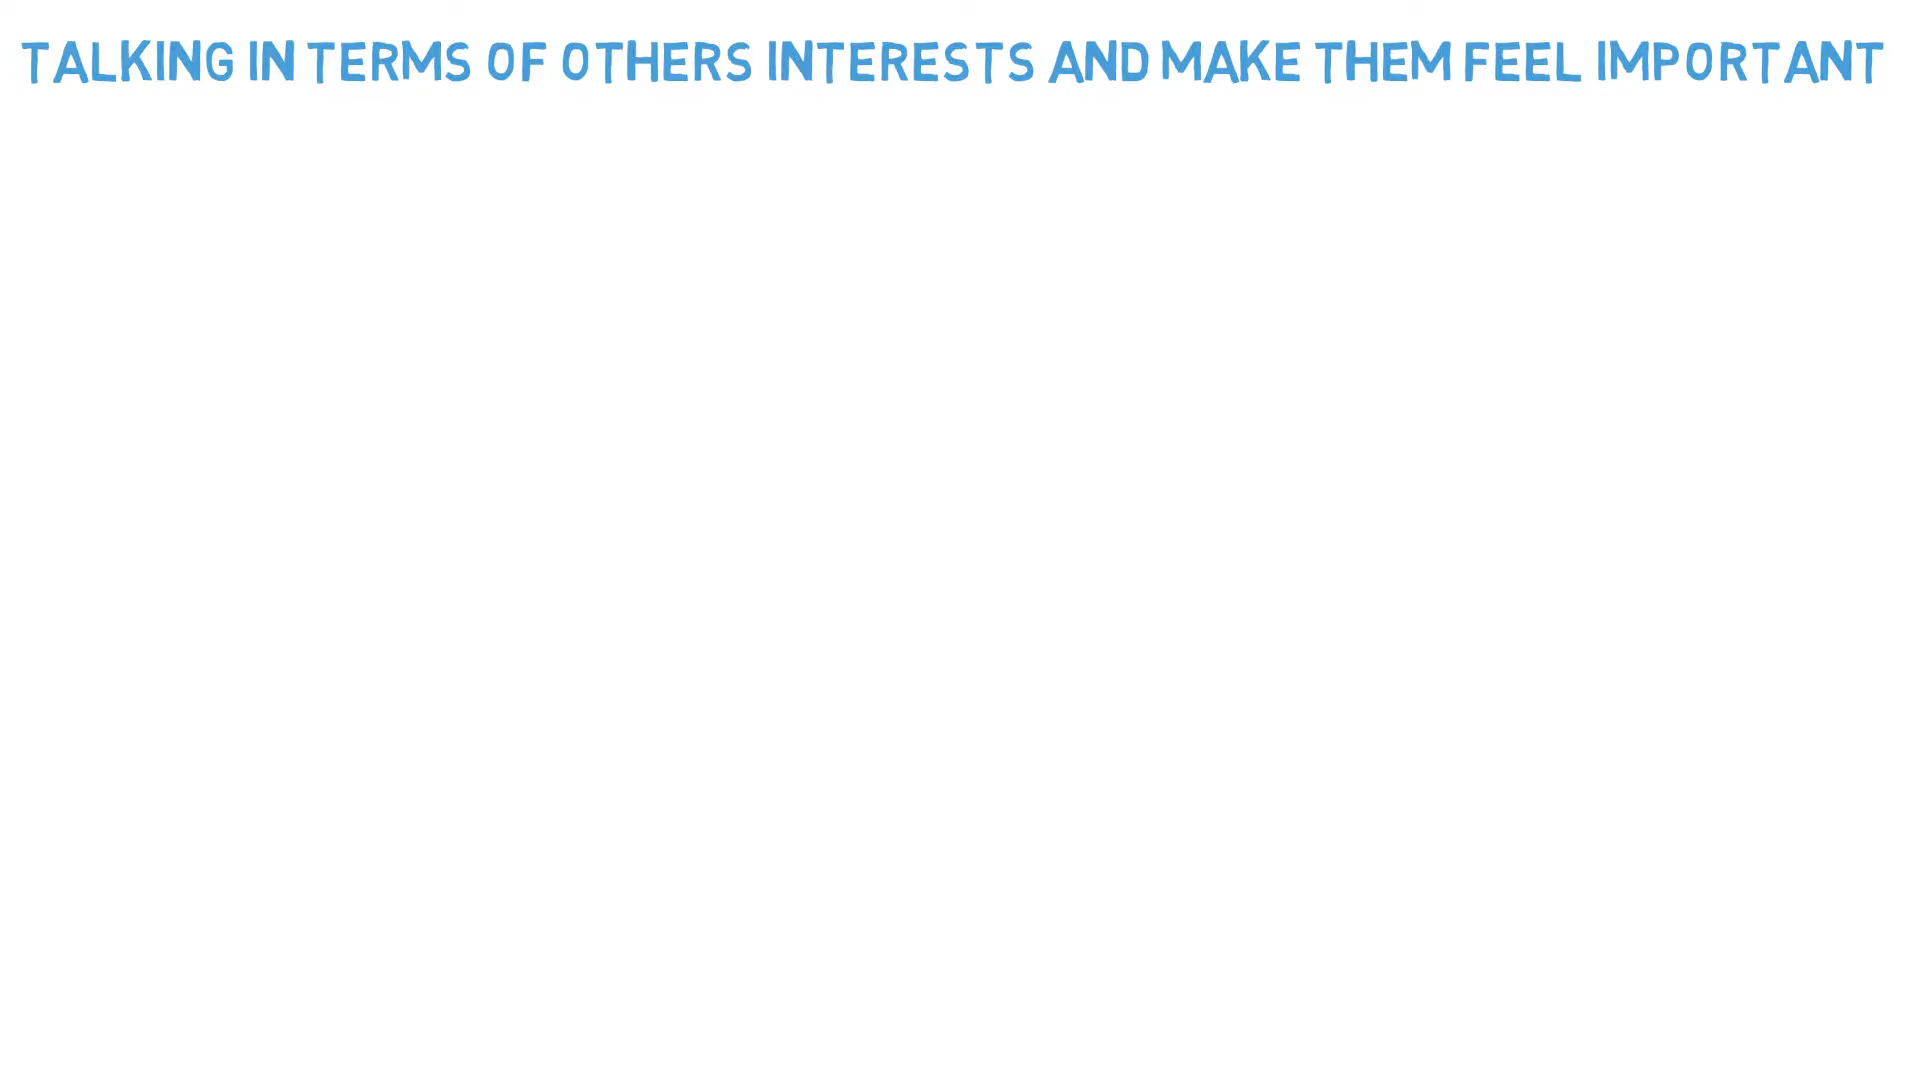 TALKING IN TERMS OF OTHERS INTERESTS AND MAKE THEM FEEL IMPORTANT